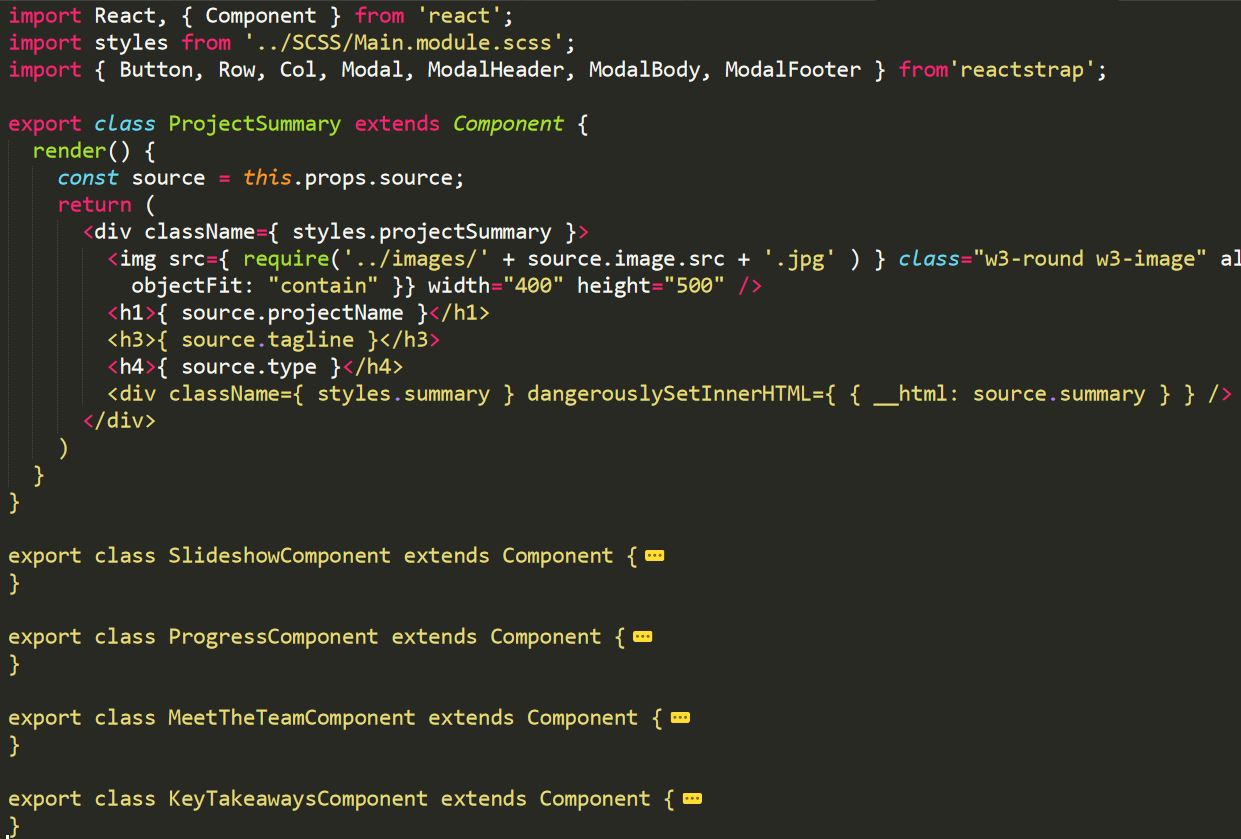 import React, { Component } from 'react';
import styles from '../SCSS/Main.module.scss';
import { Button, Row, Col, Modal, ModalHeader, ModalBody, ModalFooter } from'reactstrap';
export class ProjectSummary extends Component {
render() {
const source = this.props.source;
return (
<div className={ styles.projectSummary }>
<img src={ require('../images/' + source.image.src + '.jpg' ) } class="w3-round w3-image" al
objectFit: "contain" }} width="400" height="500" />
<h1>{ source.projectName }</h1>
<h3>{ source.tagline }</h3>
<h4>{ source.type }</h4>
<div className={ styles.summary } dangerouslySetInnerHTML={ { __html: source.summary } } />
</div>
)
}
}
export class SlideshowComponent extends Component {
}
export class ProgressComponent extends Component {
}
export class MeetTheTeamComponent extends Component {
}
export class KeyTakeawaysComponent extends Component {
}